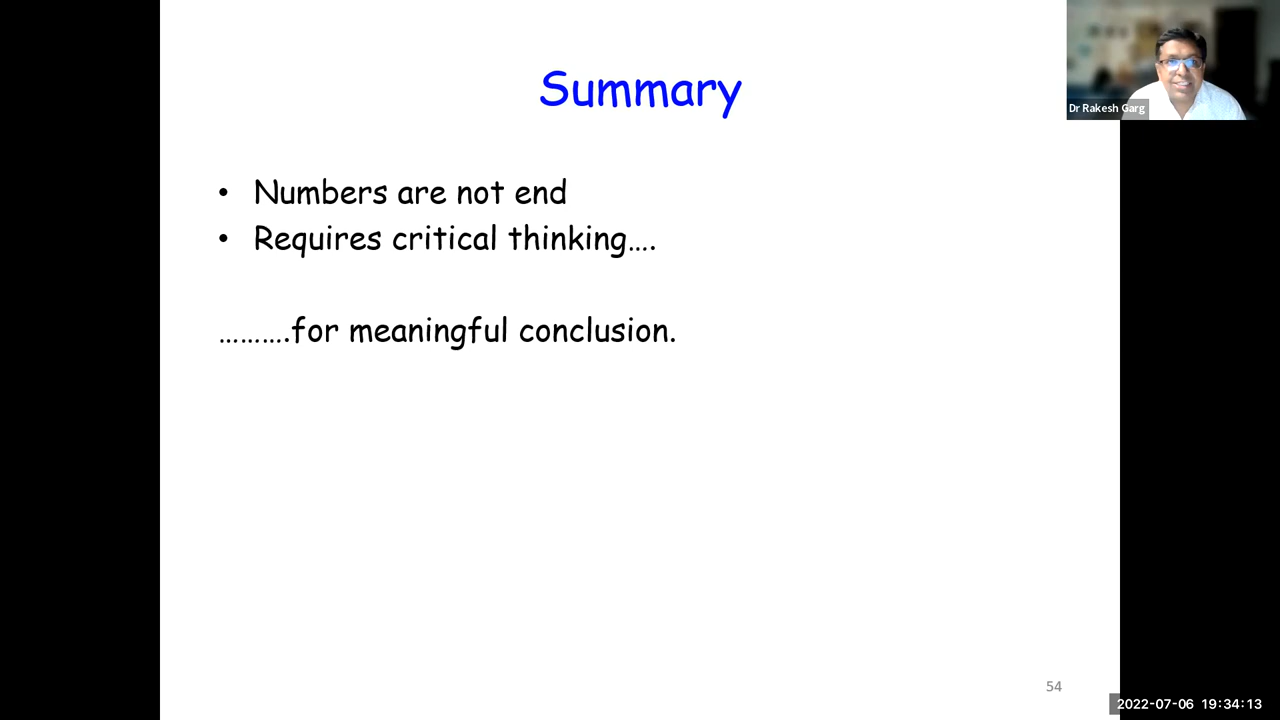 Summary
Dr Rakesh Garg
• Numbers are not end
• Requires critical thinking….
……….for meaningful conclusion.
54
2022-07-06 19:34:13